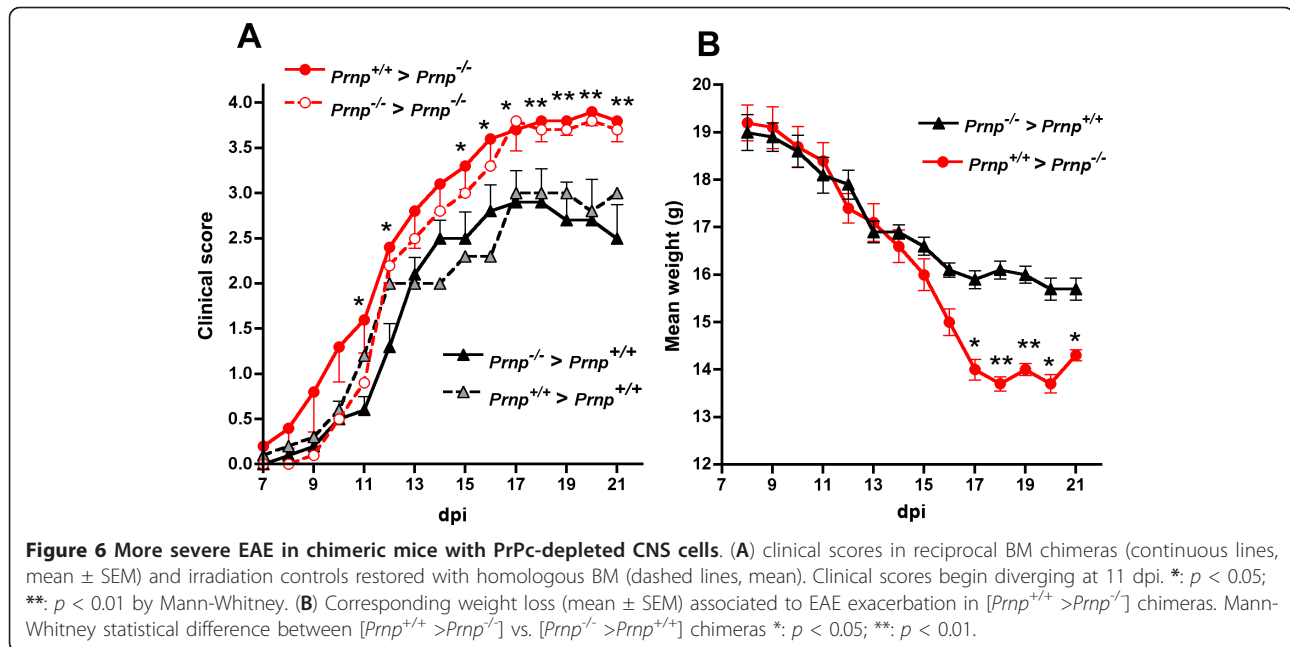 A
Prnp+/+ > Prnp-/-
Prnp-/- > Prnp-/-
4.0
3.5
3.0
2.5
2.0
1.5
1.0
0.5
0.0
Clinical score
* * * * * ** ** ** **
Prnp-/- > Prnp+/+
Prnp+/+ > Prnp+/+
7 9 11 13 15 17 19 21
dpi
B
20
19
18
17
16
15
14
13
12
Mean weight (g)
Prnp-/- > Prnp+/+
Prnp+/+ > Prnp-/-
* ** ** * *
7 9 11 13 15 17 19 21
dpi
Figure 6 More severe EAE in chimeric mice with PrPc-depleted CNS cells. (A) clinical scores in reciprocal BM chimeras (continuous lines,
mean ± SEM) and irradiation controls restored with homologous BM (dashed lines, mean). Clinical scores begin diverging at 11 dpi. *: p < 0.05;
**: p < 0.01 by Mann-Whitney. (B) Corresponding weight loss (mean ± SEM) associated to EAE exacerbation in [Prnp+/+ >Prnp-/-] chimeras. Mann-
Whitney statistical difference between [Prnp+/+ >Prnp-/-] vs. [Prnp-/- >Prnp+/+] chimeras *: p < 0.05; **: p < 0.01.